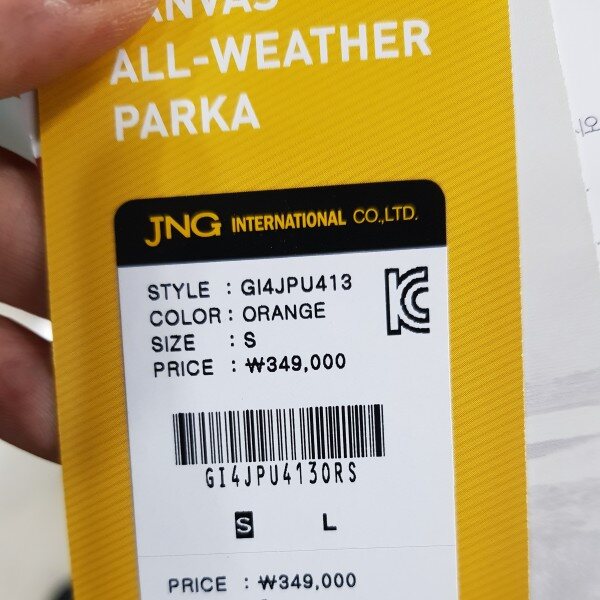 CANVAS
ALL-WEATHER
PARKA
JNG INTERNATIONAL CO.,LTD.
STYLE : GI4JPU413
COLOR : ORANGE
SIZE : S
PRICE : ₩349,000
GI4JPU413ORS
S L
PRICE : ₩349,000